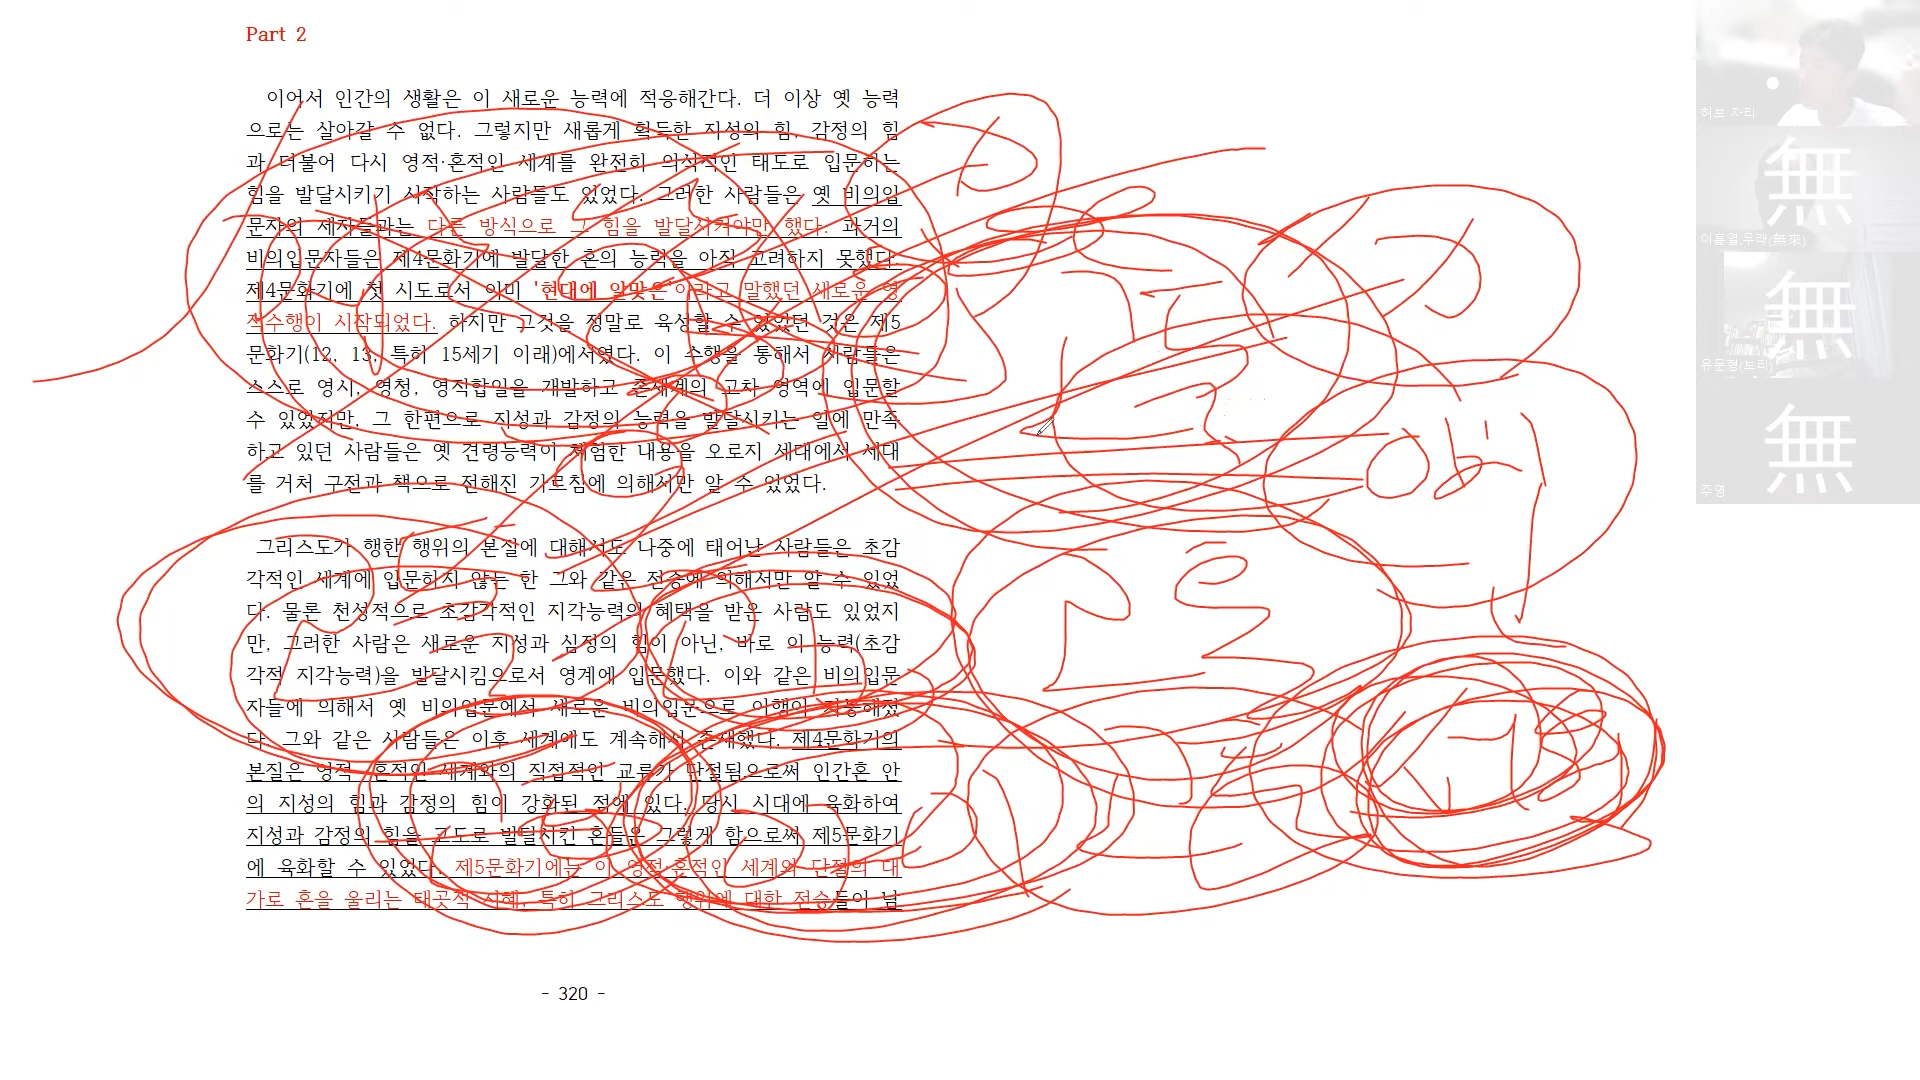 Part 2
이어서 인간의 생활은 이 새로운 능력에 적응해간다. 더 이상 옛 능력
으로는 살아갈 수 없다. 그렇지만 새롭게 획득한 지성의 힘, 감정의 힘
과 더불어 다시 영적·혼적인 세계를 완전히 의식적인 태도로 입문하는
힘을 발달시키기 시작하는 사람들도 있었다. 그러한 사람들은 옛 비의입
문자의 제자들과는 다른 방식으로 그 힘을 발달시켜야만 했다. 과거의
비의입문자들은 제4문화기에 발달한 혼의 능력을 아직 고려하지 못했다.
제4문화기에 첫 시도로서 이미 '현대에 알맞은'이라고 말했던 새로운 영
적수행이 시작되었다. 하지만 그것을 정말로 육성할 수 있었던 것은 제5
문화기(12, 13, 특히 15세기 이래)에서였다. 이 수행을 통해서 사람들은
스스로 영시, 영청, 영적합일을 개발하고 존세계의 고차 영역에 입문할
수 있었지만, 그 한편으로 지성과 감정의 능력을 발달시키는 일에 만족
하고 있던 사람들은 옛 견령능력이 체험한 내용을 오로지 세대에서 세대
를 거처 구전과 책으로 전해진 가르침에 의해서만 알 수 있었다.
그리스도가 행한 행위의 본질에 대해서도 나중에 태어난 사람들은 초감
각적인 세계에 입문하지 않는 한 그와 같은 전승에 의해서만 알 수 있었
다. 물론 천성적으로 초감각적인 지각능력의 혜택을 받은 사람도 있었지
만, 그러한 사람은 새로운 지성과 심정의 힘이 아닌, 바로 이 능력(초감
각적 지각능력)을 발달시킴으로서 영계에 입문했다. 이와 같은 비의입문
자들에 의해서 옛 비의입문에서 새로운 비의입문으로 이행이 지속해졌
다. 그와 같은 사람들은 이후 세계에도 계속해서 존재했다. 제4문화기의
본질은 영적 혼적인 세계와의 직접적인 교류가 단절됨으로써 인간혼 안
의 지성의 힘과 감정의 힘이 강화된 점에 있다. 당시 시대에 육화하여
지성과 감정의 힘을 고도로 발달시킨 혼들은 그렇게 함으로써 제5문화기
에 육화할 수 있었다. 제5문화기에는 이 영적·혼적인 세계와 단절의 대
가로 혼을 울리는 태곳적 지혜, 특히 그리스도 행위에 대한 전승들이 남
- 320 -
허브 자리
無
이홍열.무래(無來)
無
無
주영